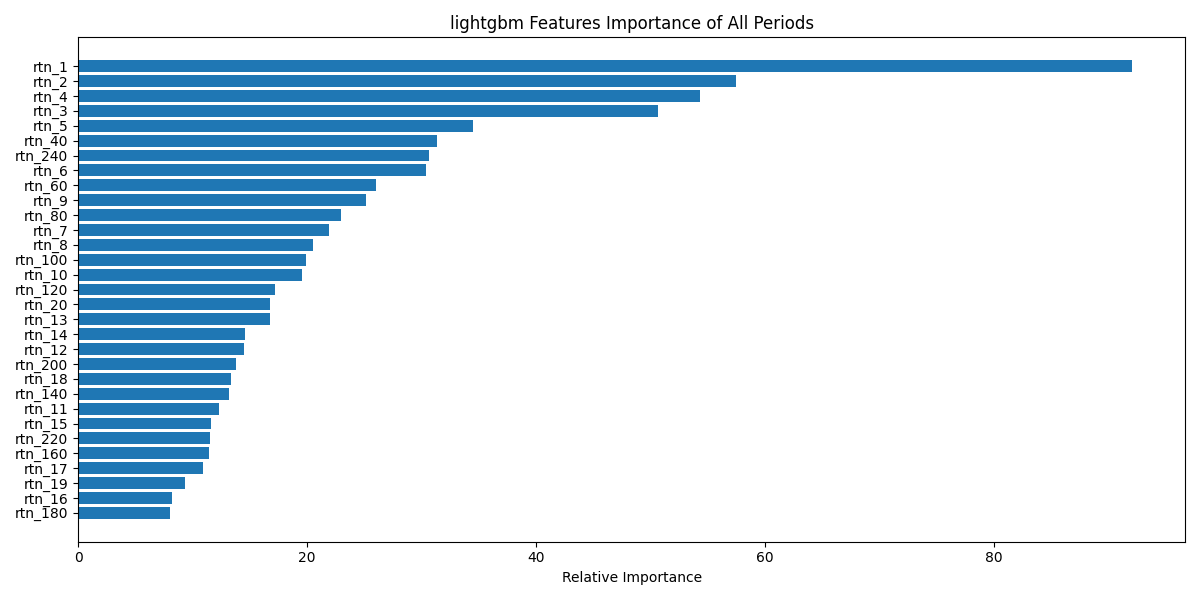 lightgbm Features Importance of All Periods
rtn_1
rtn_2
rtn_4
rtn_3
rtn_5
rtn_40
rtn_240
rtn_6
rtn_60
rtn_9
rtn_80
rtn_7
rtn_8
rtn_100
rtn_10
rtn_120
rtn_20
rtn_13
rtn_14
rtn_12
rtn_200
rtn_18
rtn_140
rtn_11
rtn_15
rtn_220
rtn_160
rtn_17
rtn_19
rtn_16
rtn_180
0 20 40 60 80
Relative Importance